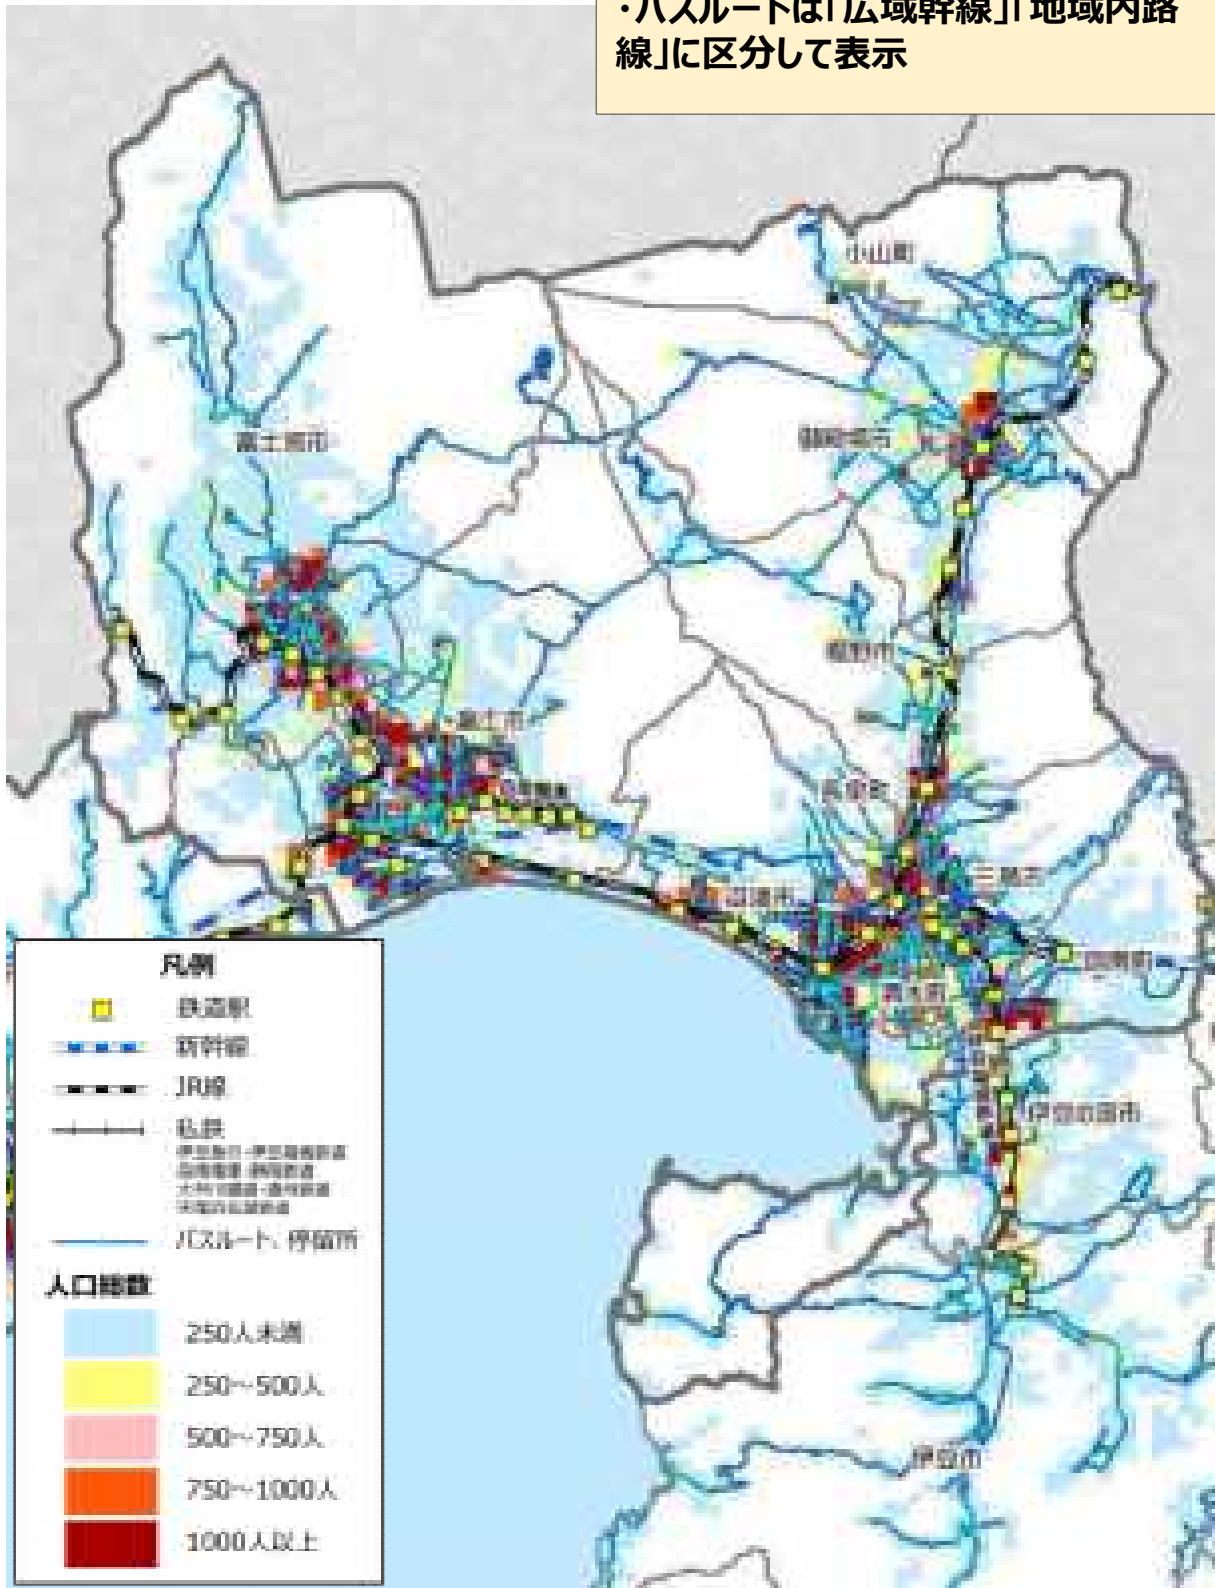 ・バスルートは「広域幹線」「地域内路
線」に区分して表示
小山町
富士宮市
御殿場市
裾野市
富士市
長泉町
三島市
沼津市
函南町
清水町
伊豆の国市
伊豆市
凡例
鉄道駅
新幹線
JR線
私鉄
バスルート、停留所
人口総数
250人未満
250～500人
500～750人
750～1000人
1000人以上